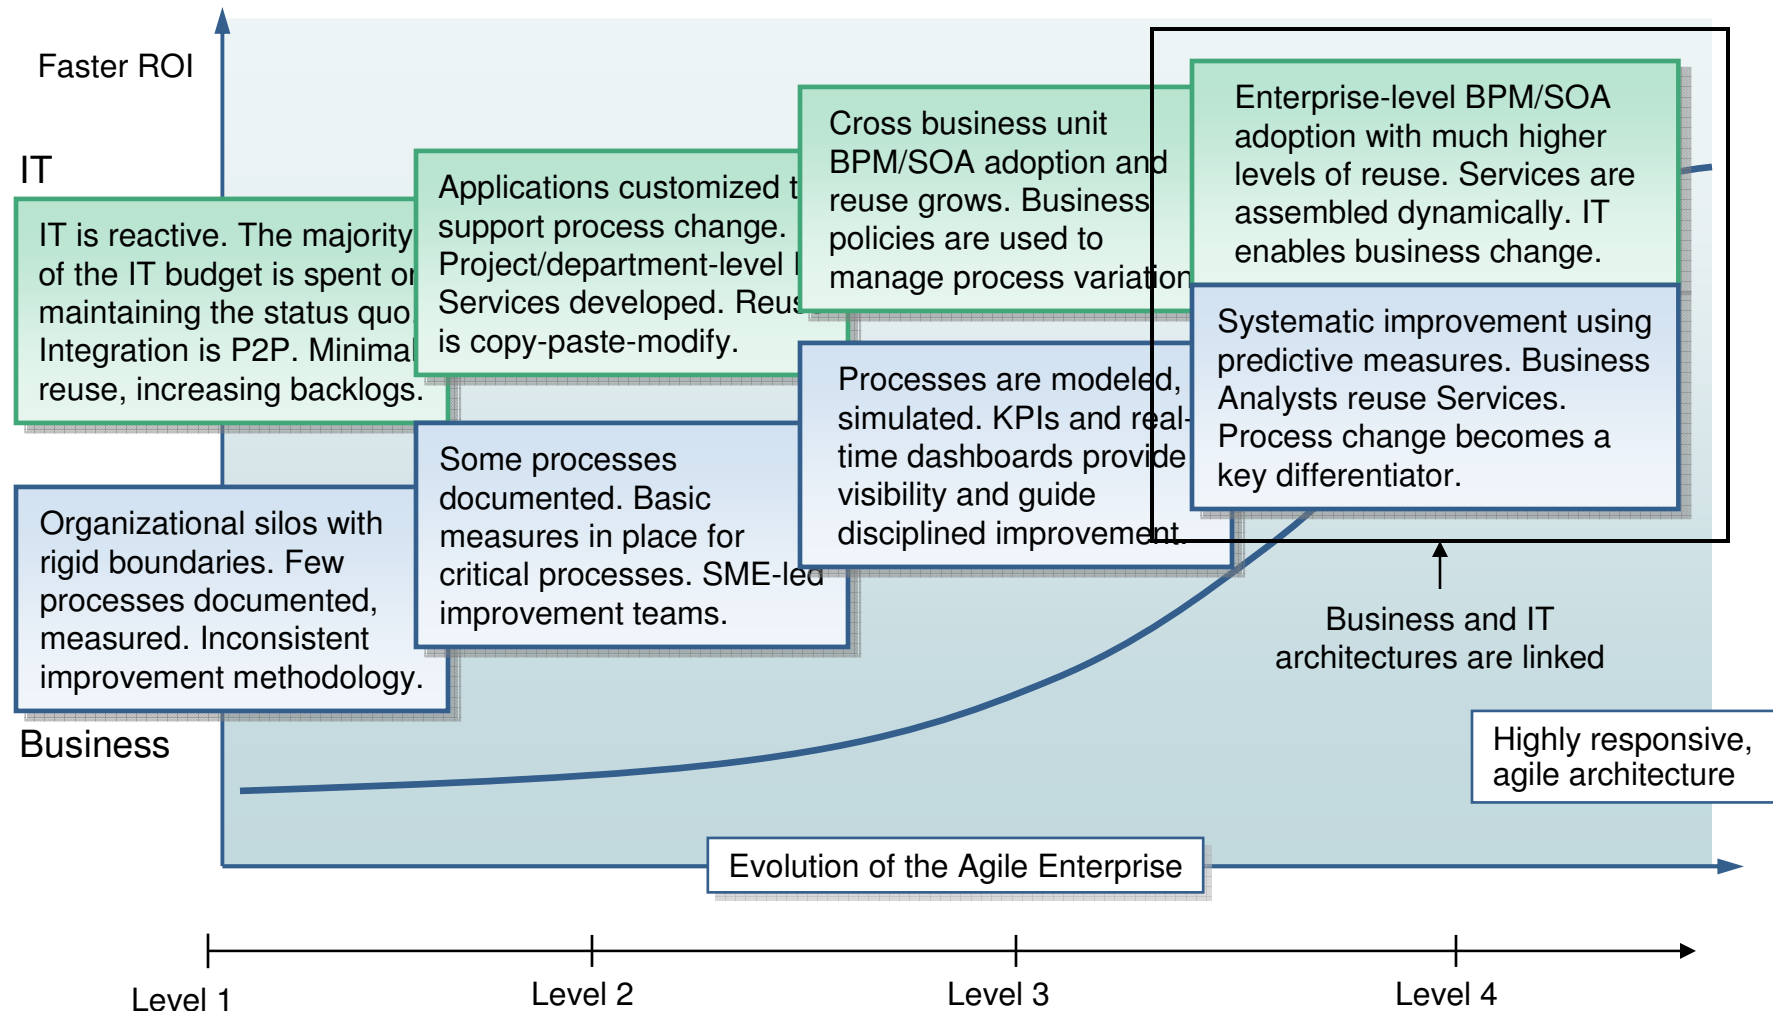 Faster ROI
IT
IT is reactive. The majority
of the IT budget is spent
maintaining the status quo.
Integration is P2P. Minimal
reuse, increasing backlogs.
Applications customized
support process change.
Project/department-level
Services developed. Reuse
is copy-paste-modify.
Cross business unit
BPM/SOA adoption and
reuse grows. Business
policies are used to
manage process variation
Enterprise-level BPM/SOA
adoption with much higher
levels of reuse. Services are
assembled dynamically. IT
enables business change.
Organizational silos with
rigid boundaries. Few
processes documented,
measured. Inconsistent
improvement methodology.
Some processes
documented. Basic
measures in place for
critical processes. SME-led
improvement teams.
Processes are modeled,
simulated. KPIs and real-
time dashboards provide
visibility and guide
disciplined improvement.
Systematic improvement using
predictive measures. Business
Analysts reuse Services.
Process change becomes a
key differentiator.
Business
Business and IT
architectures are linked
Highly responsive,
agile architecture
Evolution of the Agile Enterprise
Level 1
Level 2
Level 3
Level 4